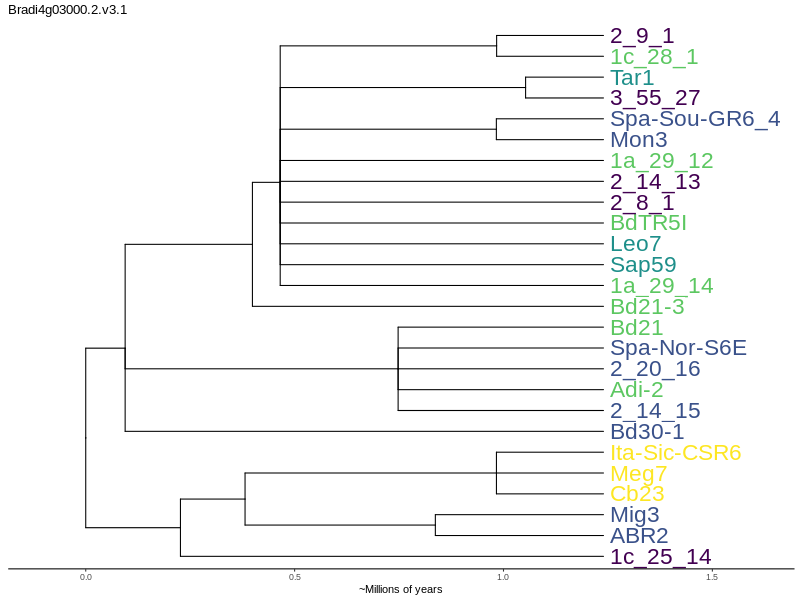 Bradi4g03000.2.v3.1
2_9_1
1c_28_1
Tar1
3_55_27
Spa-Sou-GR6_4
Mon3
1a_29_12
2_14_13
2_8_1
BdTR5I
Leo7
Sap59
1a_29_14
Bd21-3
Bd21
Spa-Nor-S6E
2_20_16
Adi-2
2_14_15
Bd30-1
Ita-Sic-CSR6
Meg7
Cb23
Mig3
ABR2
1c_25_14
0.0 0.5 1.0 1.5
~Millions of years